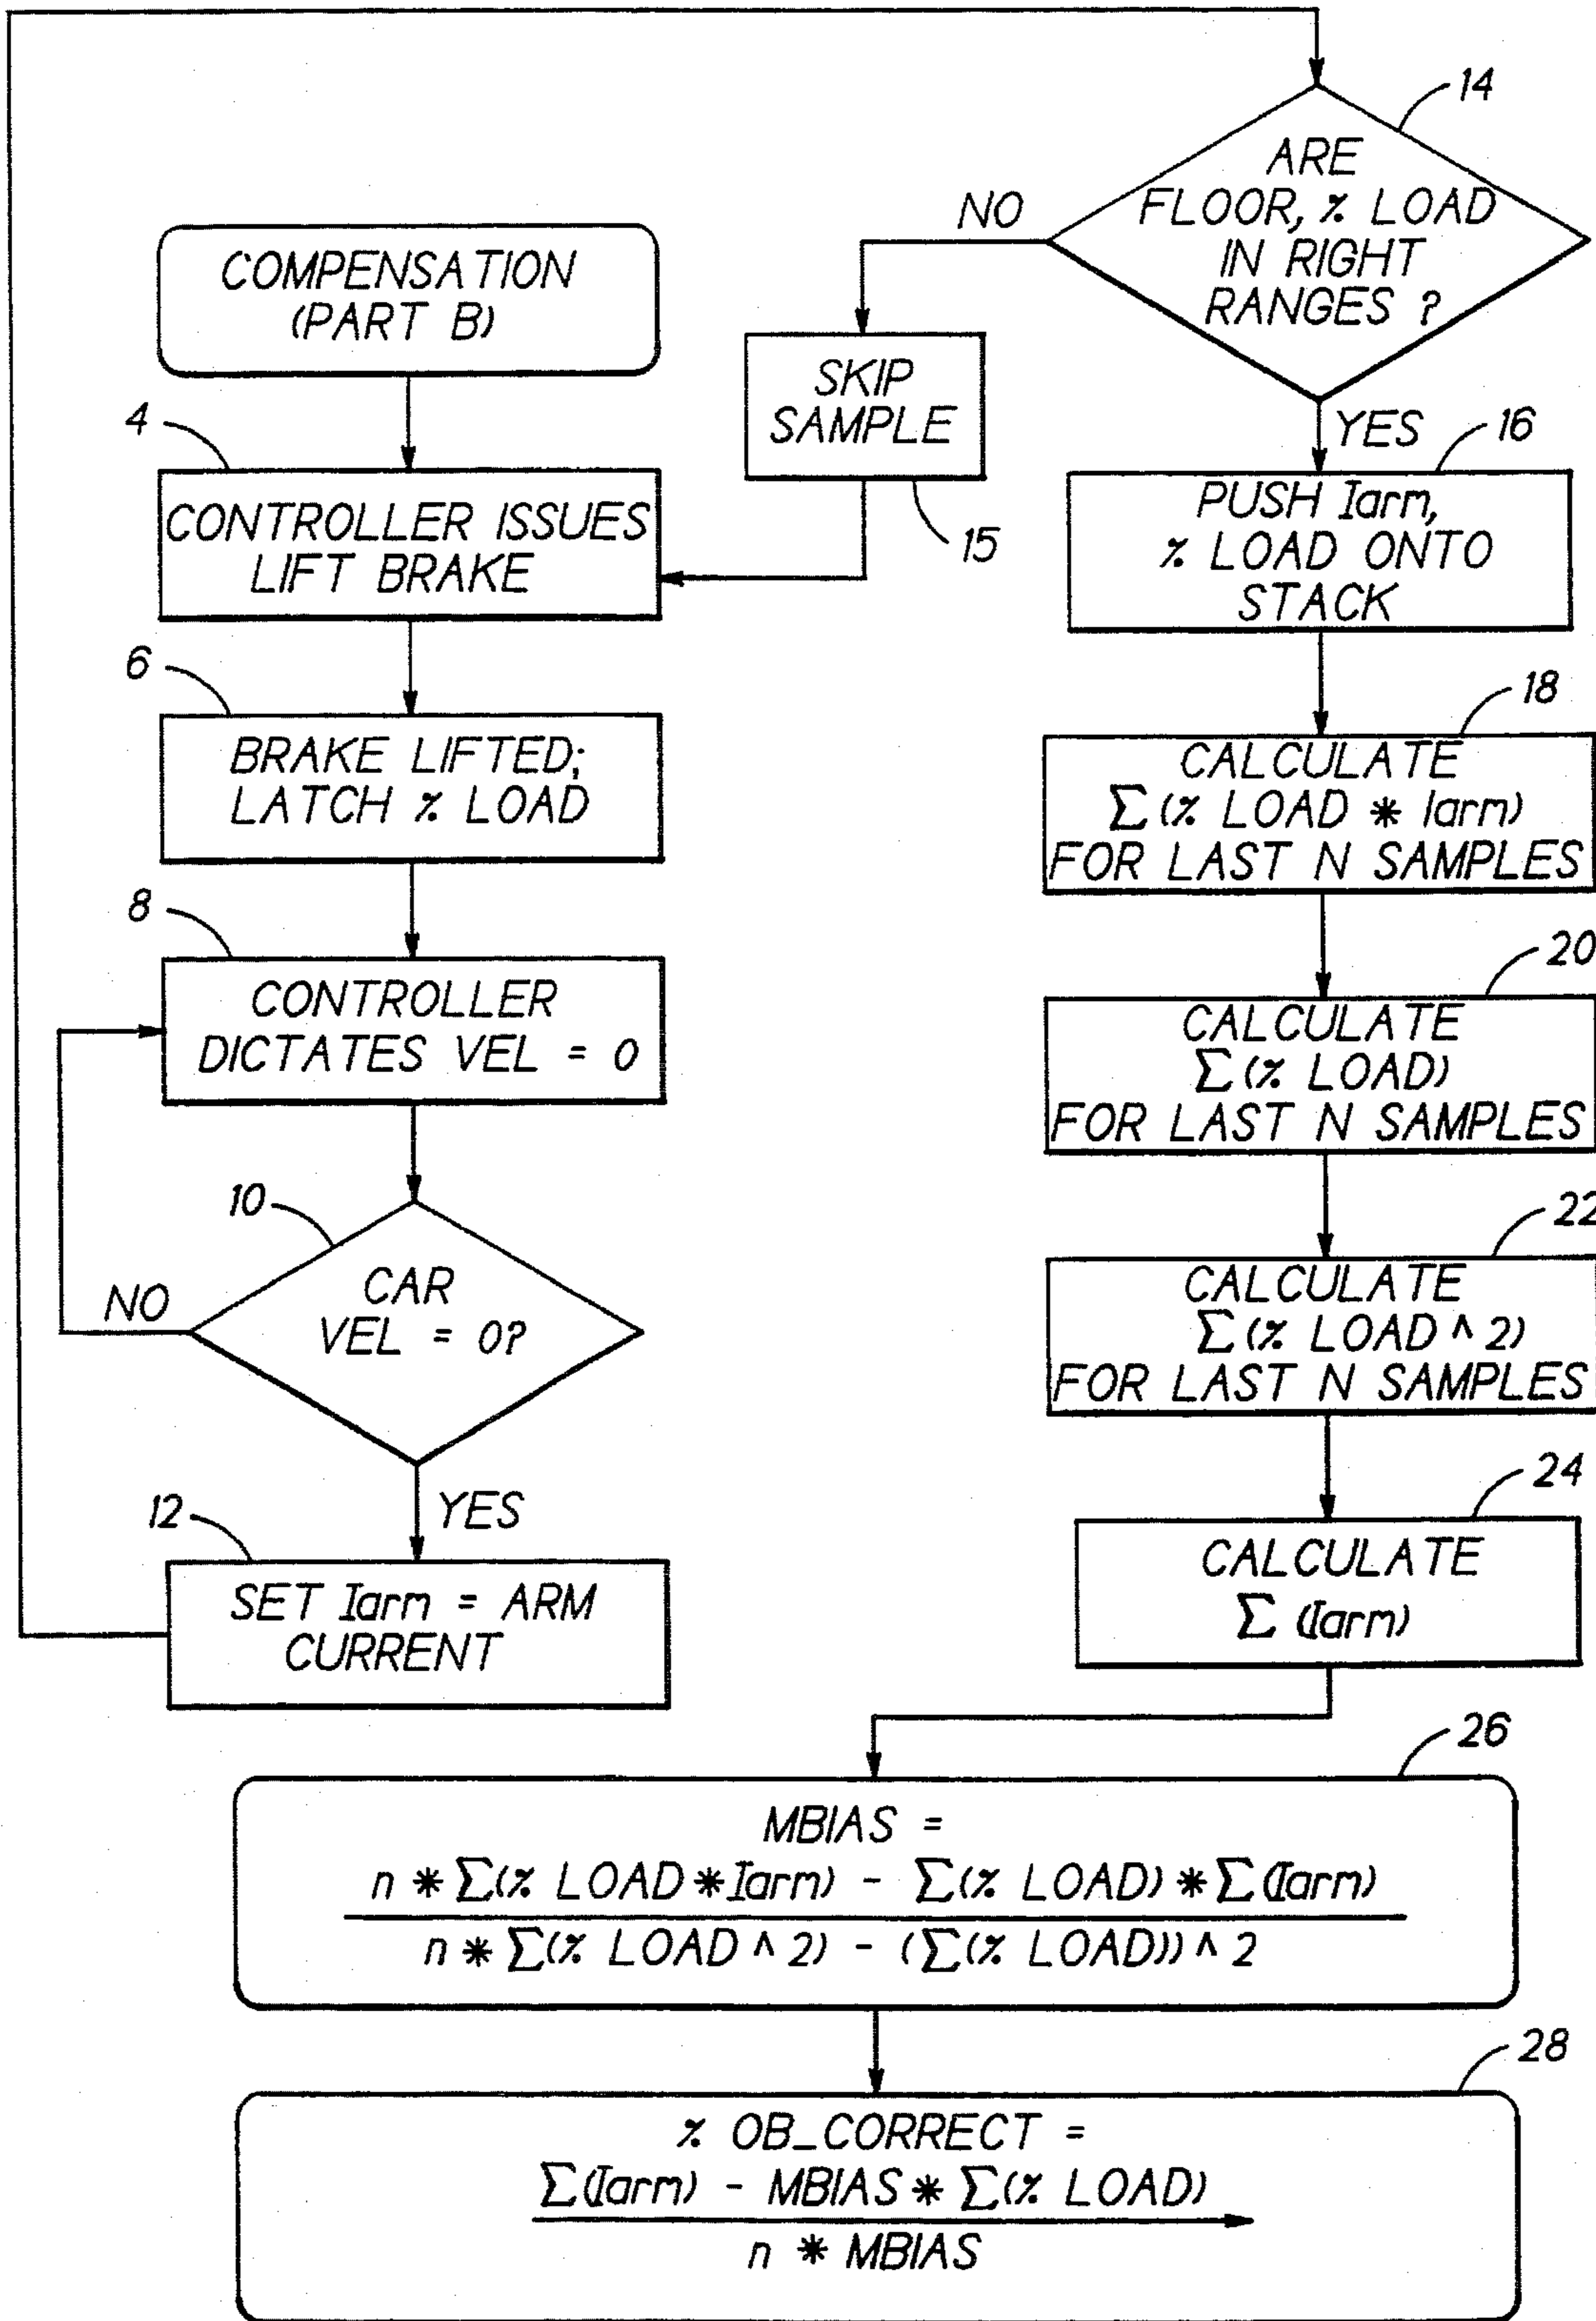 COMPENSATION
(PART B)
4
CONTROLLER ISSUES
LIFT BRAKE
6
BRAKE LIFTED;
LATCH % LOAD
8
CONTROLLER
DICTATES VEL = 0
10
CAR
VEL = 0?
NO
YES
12
SET Iarm = ARM
CURRENT
14
ARE
FLOOR, % LOAD
IN RIGHT
RANGES ?
NO
SKIP
SAMPLE
15
YES
16
PUSH Iarm,
% LOAD ONTO
STACK
18
CALCULATE
Σ(% LOAD * Iarm)
FOR LAST N SAMPLES
20
CALCULATE
Σ(% LOAD)
FOR LAST N SAMPLES
22
CALCULATE
Σ(% LOAD ^ 2)
FOR LAST N SAMPLES
24
CALCULATE
Σ(Iarm)
26
MBIAS =
n * Σ(% LOAD * Iarm) - Σ(% LOAD) * Σ(Iarm)
n * Σ(% LOAD ^ 2) - (Σ(% LOAD)) ^ 2
28
% OB_CORRECT =
Σ(Iarm) - MBIAS * Σ(% LOAD)
n * MBIAS